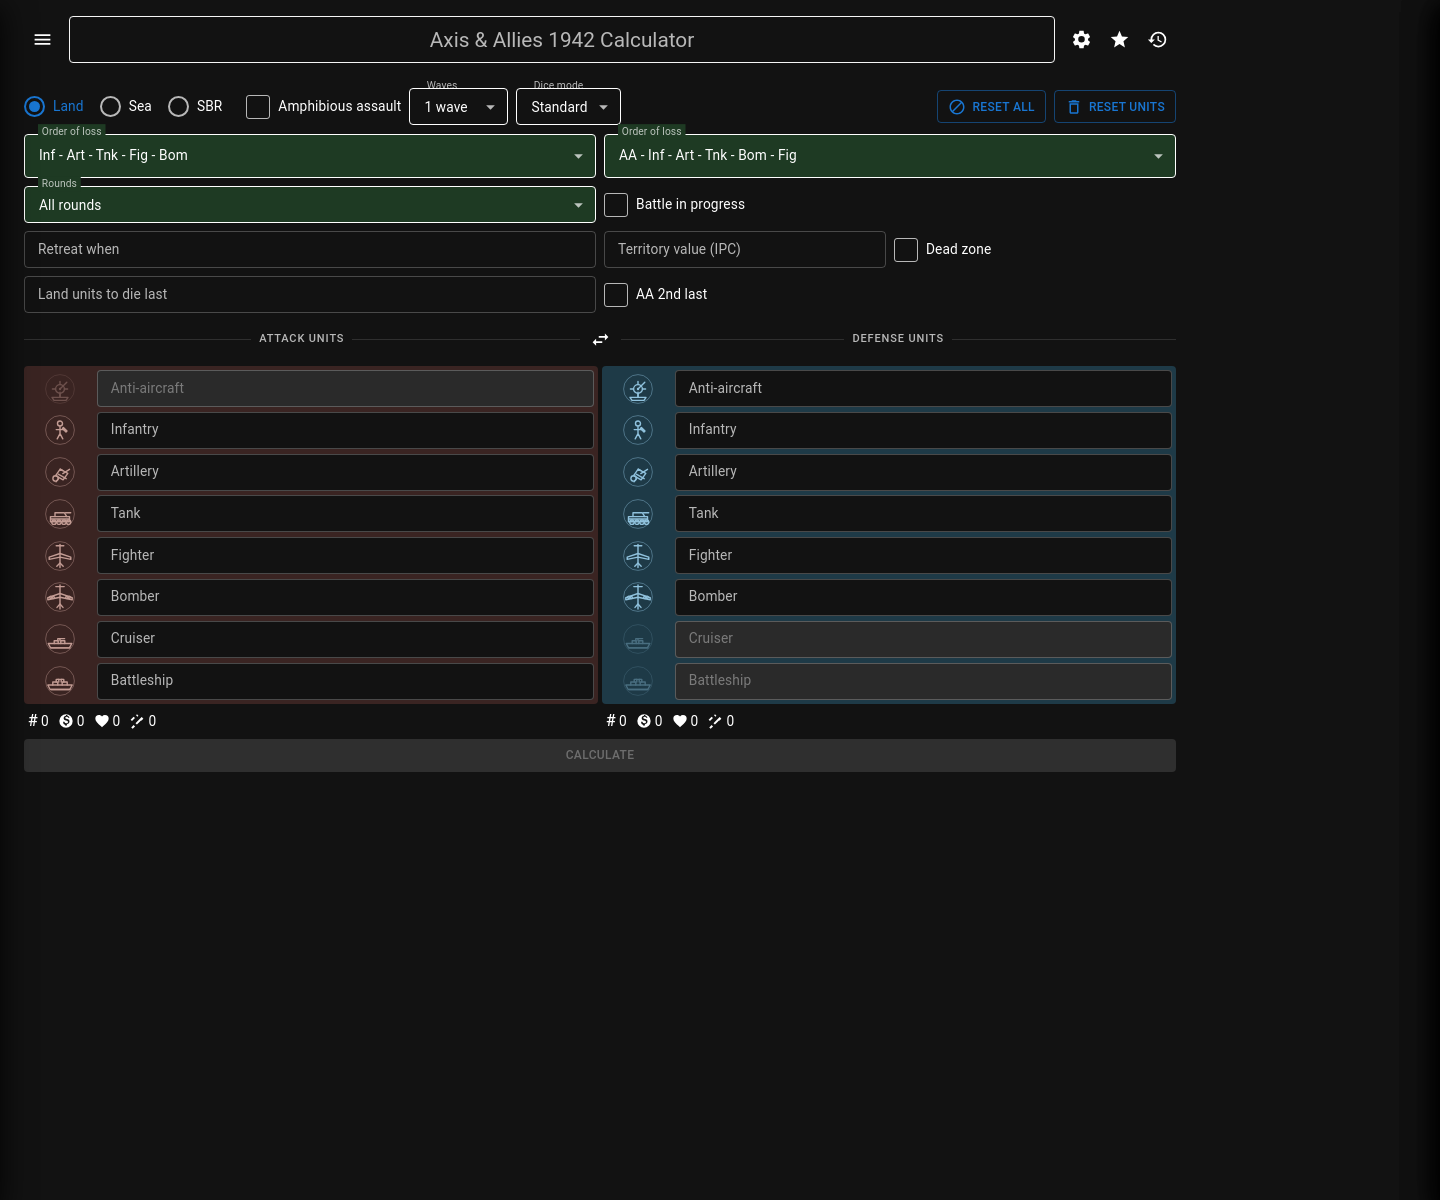 Axis & Allies 1942 Calculator
Land
Sea
SBR
Amphibious assault
Waves
1 wave
Dice mode
Standard
RESET ALL
RESET UNITS
Order of loss
Inf - Art - Tnk - Fig - Bom
Order of loss
AA - Inf - Art - Tnk - Bom - Fig
Rounds
All rounds
Battle in progress
Retreat when
Territory value (IPC)
Dead zone
Land units to die last
AA 2nd last
ATTACK UNITS
DEFENSE UNITS
Anti-aircraft
Infantry
Artillery
Tank
Fighter
Bomber
Cruiser
Battleship
Anti-aircraft
Infantry
Artillery
Tank
Fighter
Bomber
Cruiser
Battleship
# 0 0 0 0
# 0 0 0 0
CALCULATE